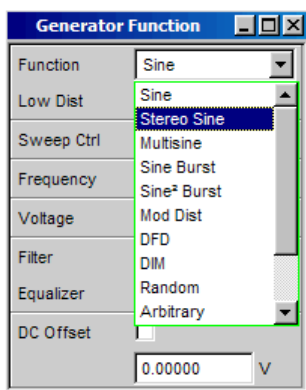 Generator Function
Function Sine
Low Dist Sine
Stereo Sine
Sweep Ctrl Multisine
Sine Burst
Frequency Sine² Burst
Voltage Mod Dist
DFD
Filter DIM
Equalizer Random
Arbitrary
DC Offset
0.00000 V